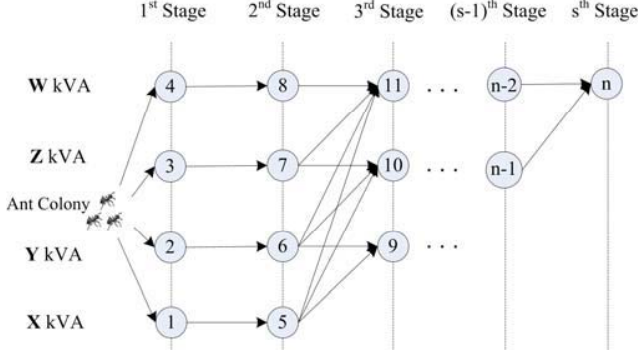 1st Stage 2nd Stage 3rd Stage (s-1)th Stage sth Stage
W kVA 4 8 11 . . . n-2 n
Z kVA 3 7 10 . . . n-1
Ant Colony
Y kVA 2 6 9 . . .
X kVA 1 5